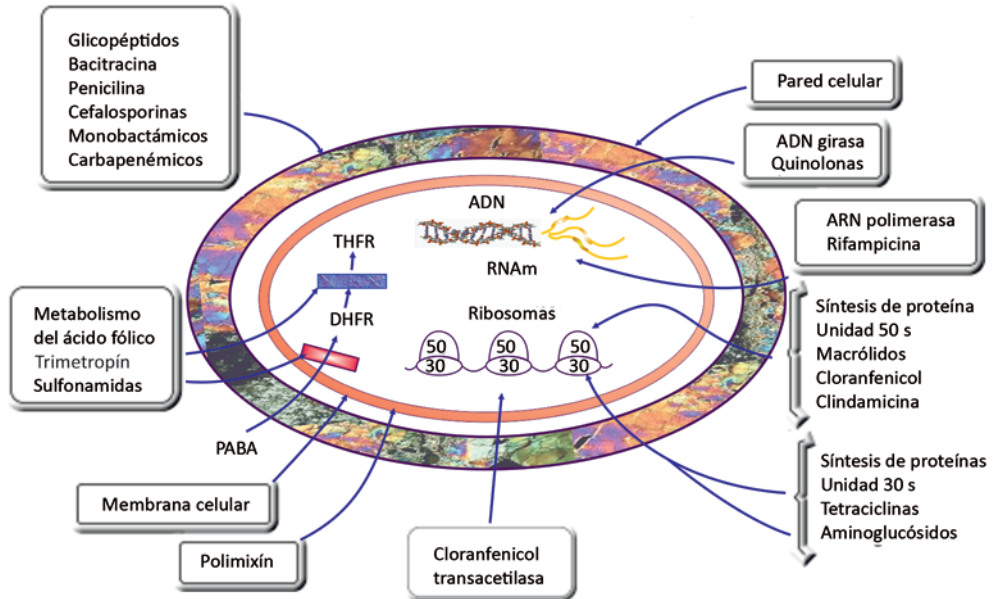 Glicopéptidos
Bacitracina
Penicilina
Cefalosporinas
Monobactámicos
Carbapenémicos
Pared celular
ADN girasa
Quinolonas
ARN polimerasa
Rifampicina
ADN
RNAm
THFR
DHFR
Ribosomas
50 50 50
30 30 30
Metabolismo
del ácido fólico
Trimetropín
Sulfonamidas
PABA
Síntesis de proteína
Unidad 50 s
Macrólidos
Cloranfenicol
Clindamicina
Síntesis de proteínas
Unidad 30 s
Tetraciclinas
Aminoglucósidos
Membrana celular
Polimixín
Cloranfenicol
transacetilasa